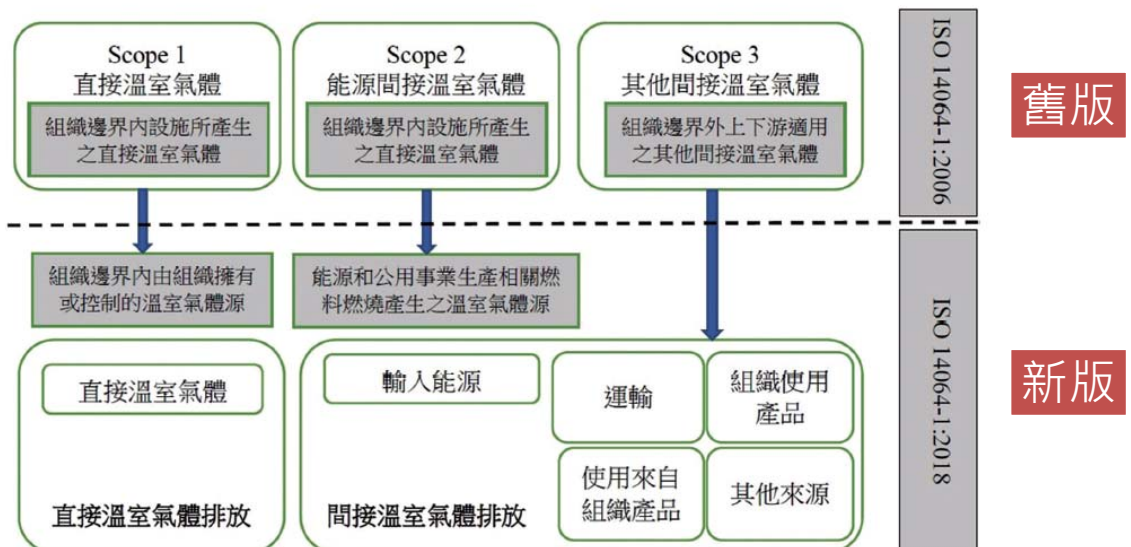 Scope 1
直接溫室氣體
組織邊界內設施所產生
之直接溫室氣體
Scope 2
能源間接溫室氣體
組織邊界內設施所產生
之直接溫室氣體
Scope 3
其他間接溫室氣體
組織邊界外上下游適用
之其他間接溫室氣體
ISO 14064-1:2006
舊版
組織邊界內由組織擁有
或控制的溫室氣體源
能源和公用事業生產相關燃
料燃燒產生之溫室氣體源
直接溫室氣體
直接溫室氣體排放
輸入能源
運輸
組織使用
產品
使用來自
組織產品
其他來源
間接溫室氣體排放
ISO 14064-1:2018
新版